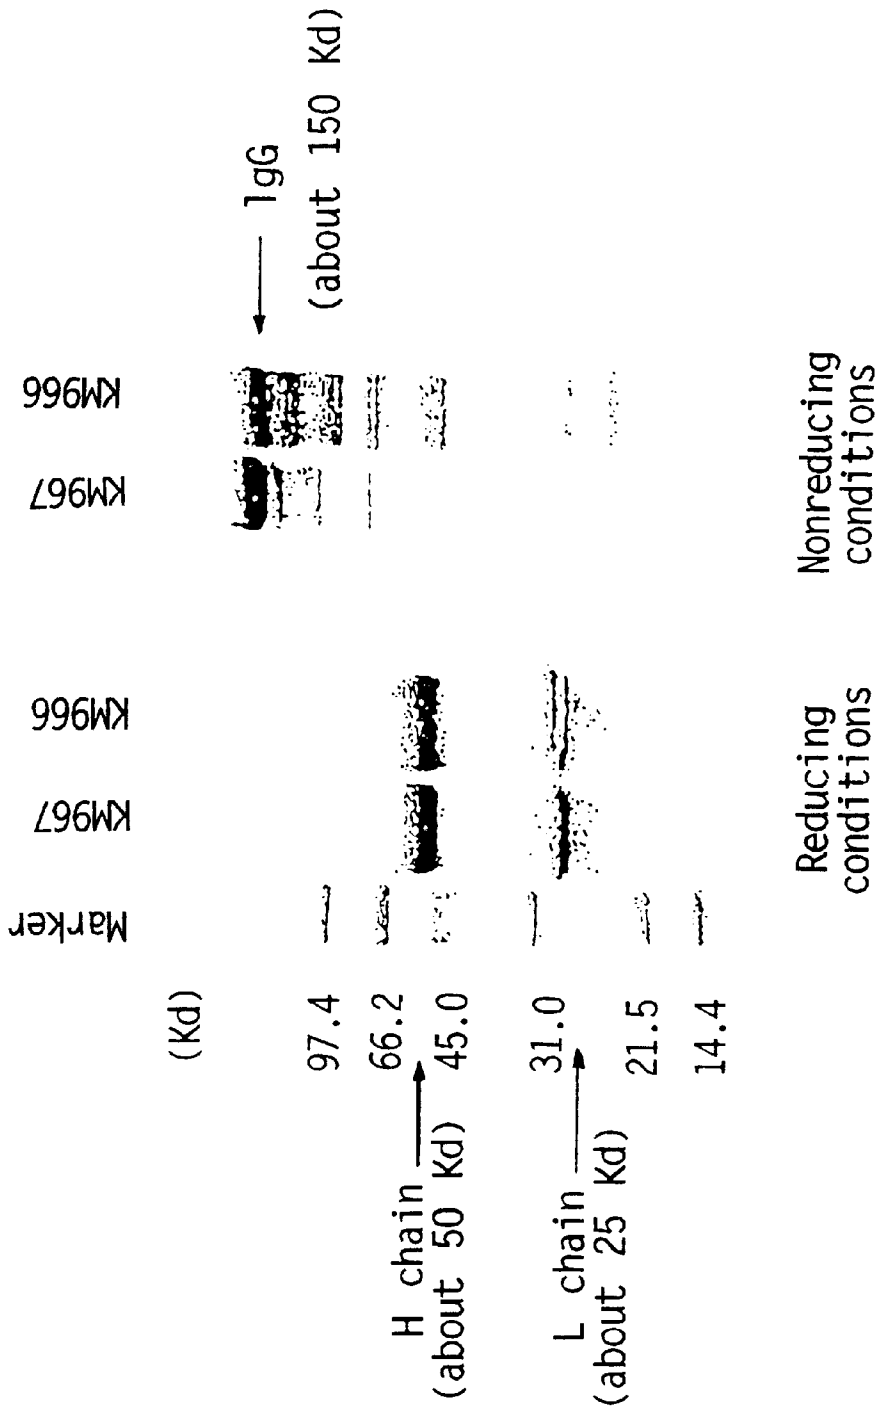 (Kd)
Marker
KM967
KM966
KM967
KM966
97.4
66.2
H chain
(about 50 Kd)
45.0
31.0
L chain
(about 25 Kd)
21.5
14.4
IgG
(about 150 Kd)
Reducing
conditions
Nonreducing
conditions